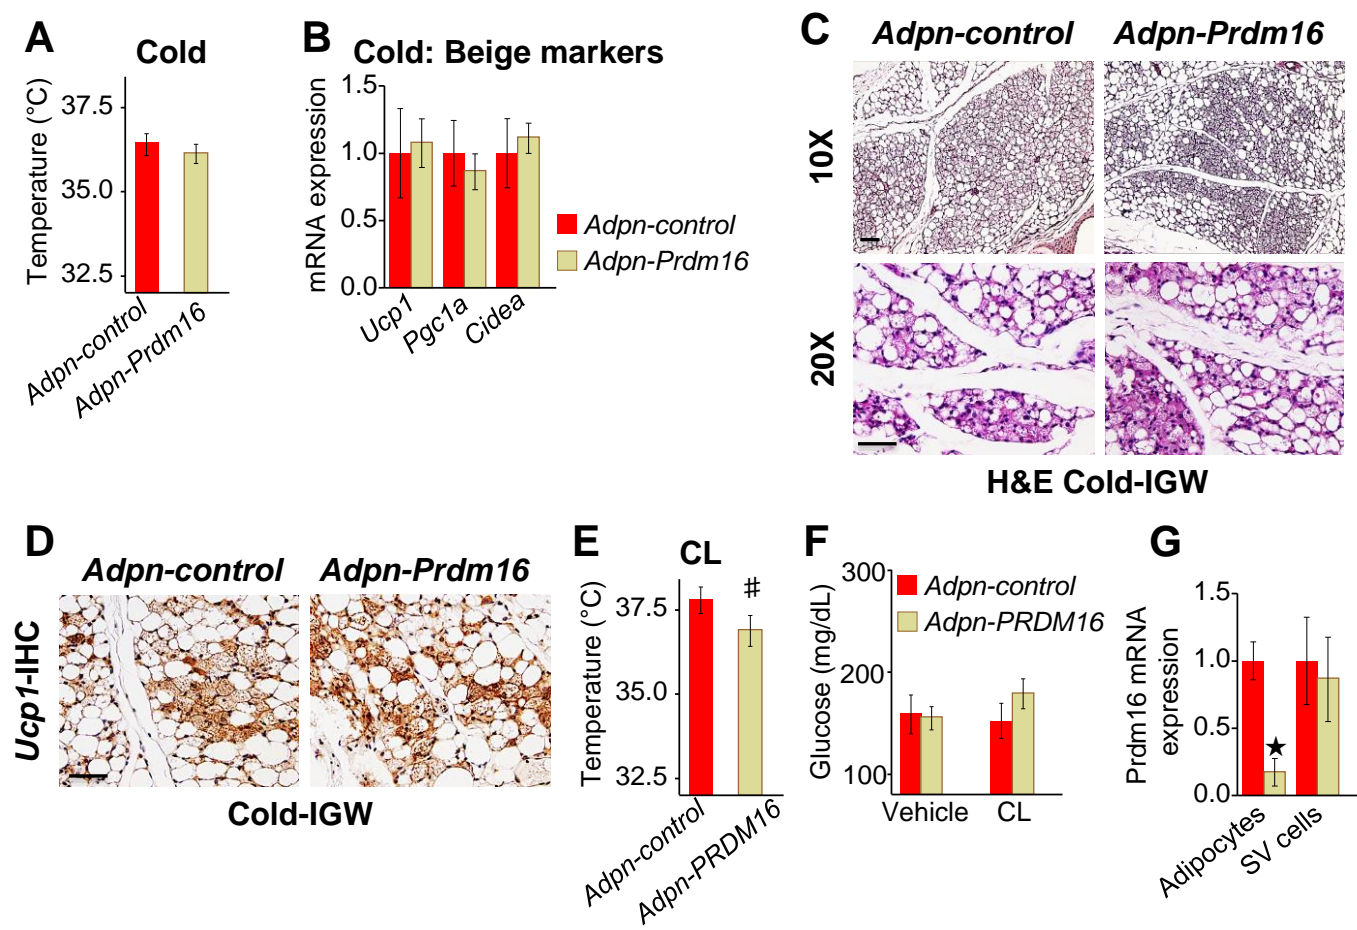 A
Cold
Temperature (°C)
37.5
35.0
32.5
Adpn-control
Adpn-Prdm16
B
Cold: Beige markers
mRNA expression
1.5
1.0
0.5
0.0
Ucp1
Pgc1a
Cidea
Adpn-control
Adpn-Prdm16
C
Adpn-control
Adpn-Prdm16
10X
20X
H&E Cold-IGW
D
Adpn-control
Adpn-Prdm16
Ucp1-IHC
Cold-IGW
E
CL
#
Temperature (°C)
37.5
35.0
32.5
Adpn-control
Adpn-PRDM16
F
Glucose (mg/dL)
300
200
100
Adpn-control
Adpn-PRDM16
Vehicle
CL
G
Prdm16 mRNA
expression
1.5
1.0
0.5
0.0
★
Adipocytes
SV cells